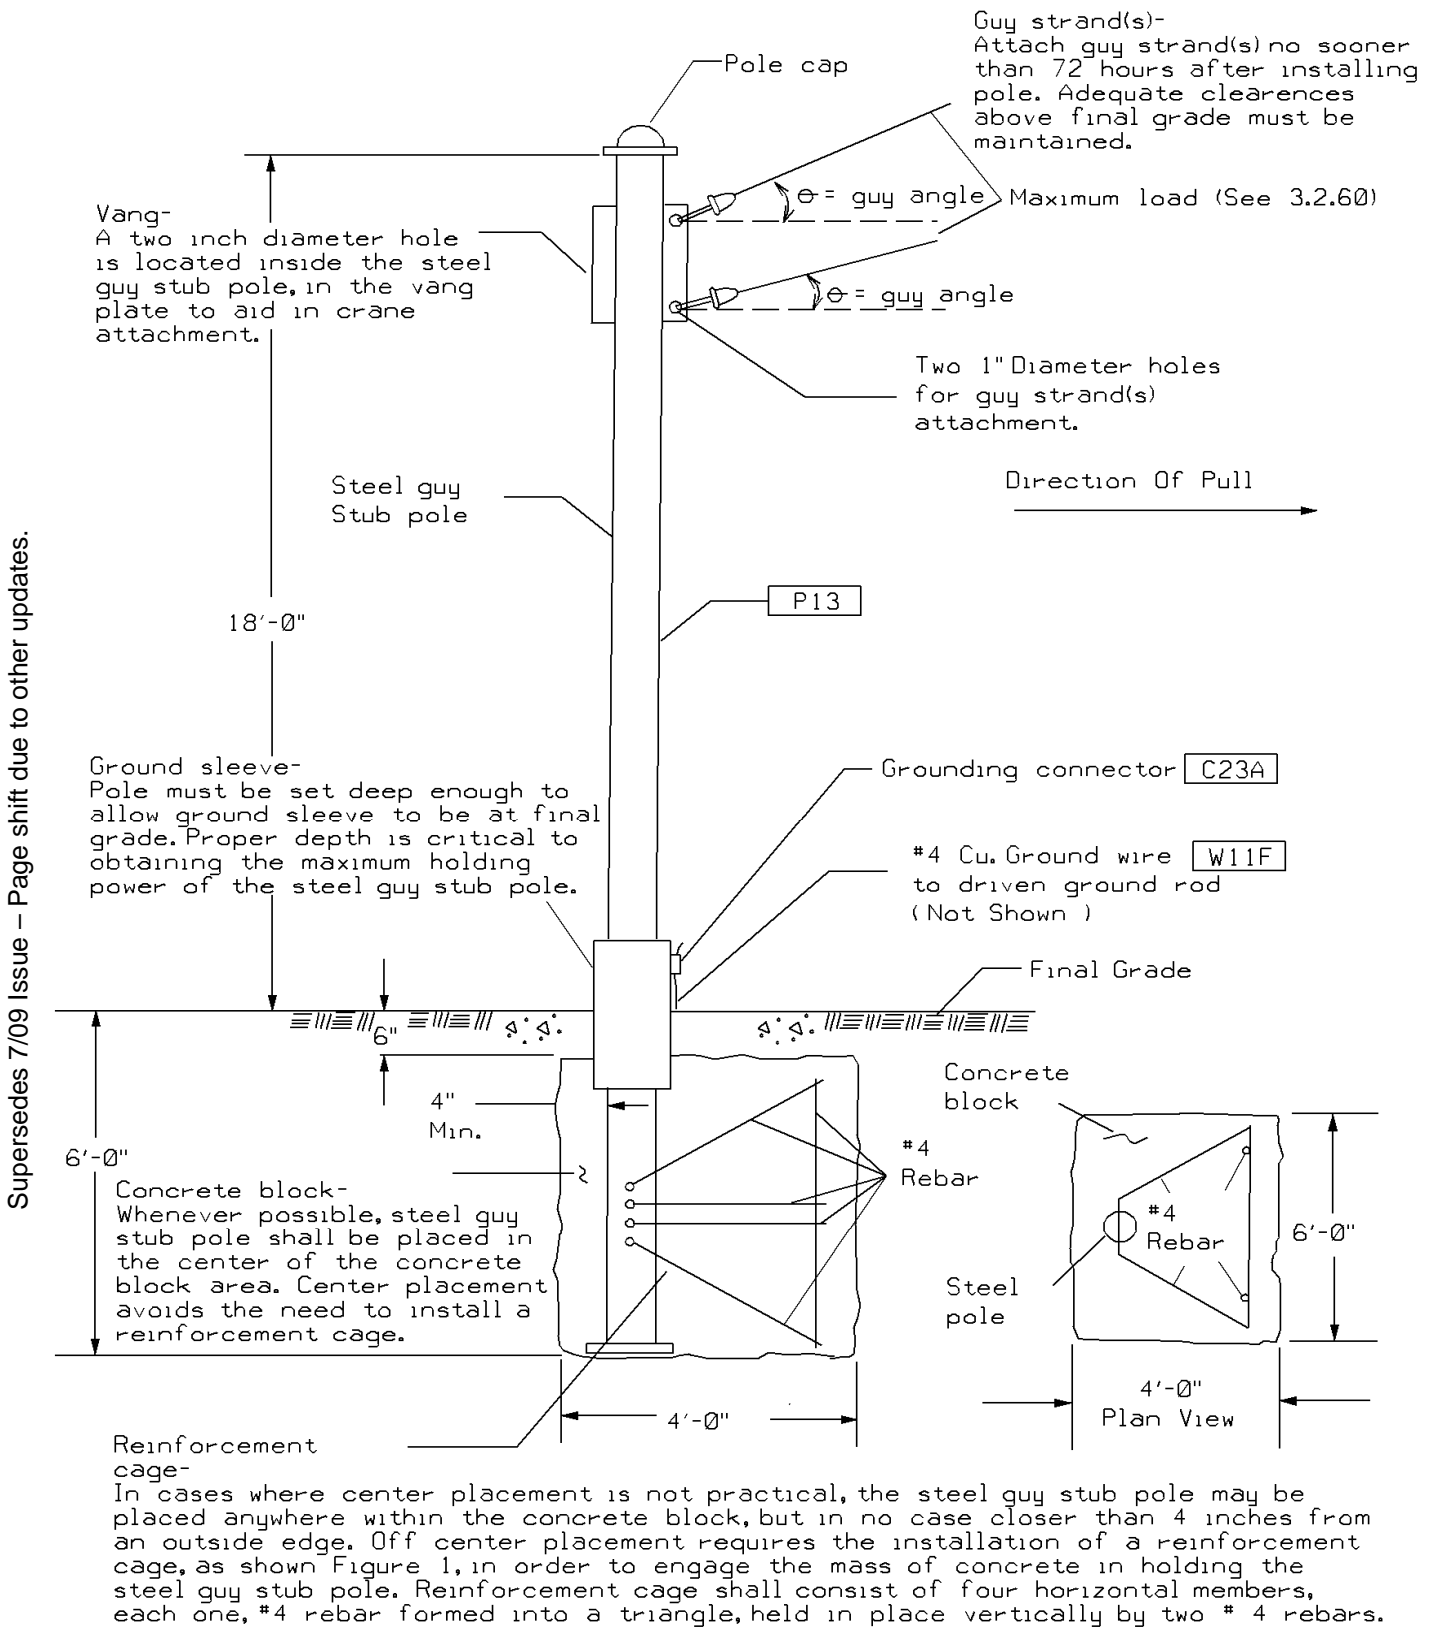 Guy strand(s)-
Attach guy strand(s) no sooner
than 72 hours after installing
pole. Adequate clearences
above final grade must be
maintained.
Pole cap
Θ = guy angle
Maximum load (See 3.2.60)
Vang-
A two inch diameter hole
is located inside the steel
guy stub pole, in the vang
plate to aid in crane
attachment.
Θ = guy angle
Two 1" Diameter holes
for guy strand(s)
attachment.
Direction Of Pull
Steel guy
Stub pole
P13
18'-0"
Supersedes 7/09 Issue – Page shift due to other updates.
Ground sleeve-
Pole must be set deep enough to
allow ground sleeve to be at final
grade. Proper depth is critical to
obtaining the maximum holding
power of the steel guy stub pole.
Grounding connector C23A
#4 Cu. Ground wire W11F
to driven ground rod
(Not Shown )
Final Grade
6"
4"
Min.
6'-0"
Concrete block-
Whenever possible, steel guy
stub pole shall be placed in
the center of the concrete
block area. Center placement
avoids the need to install a
reinforcement cage.
#4
Rebar
Concrete
block
#4
Rebar
6'-0"
Steel
pole
4'-0"
4'-0"
Plan View
Reinforcement
cage-
In cases where center placement is not practical, the steel guy stub pole may be
placed anywhere within the concrete block, but in no case closer than 4 inches from
an outside edge. Off center placement requires the installation of a reinforcement
cage, as shown Figure 1, in order to engage the mass of concrete in holding the
steel guy stub pole. Reinforcement cage shall consist of four horizontal members,
each one, #4 rebar formed into a triangle, held in place vertically by two # 4 rebars.